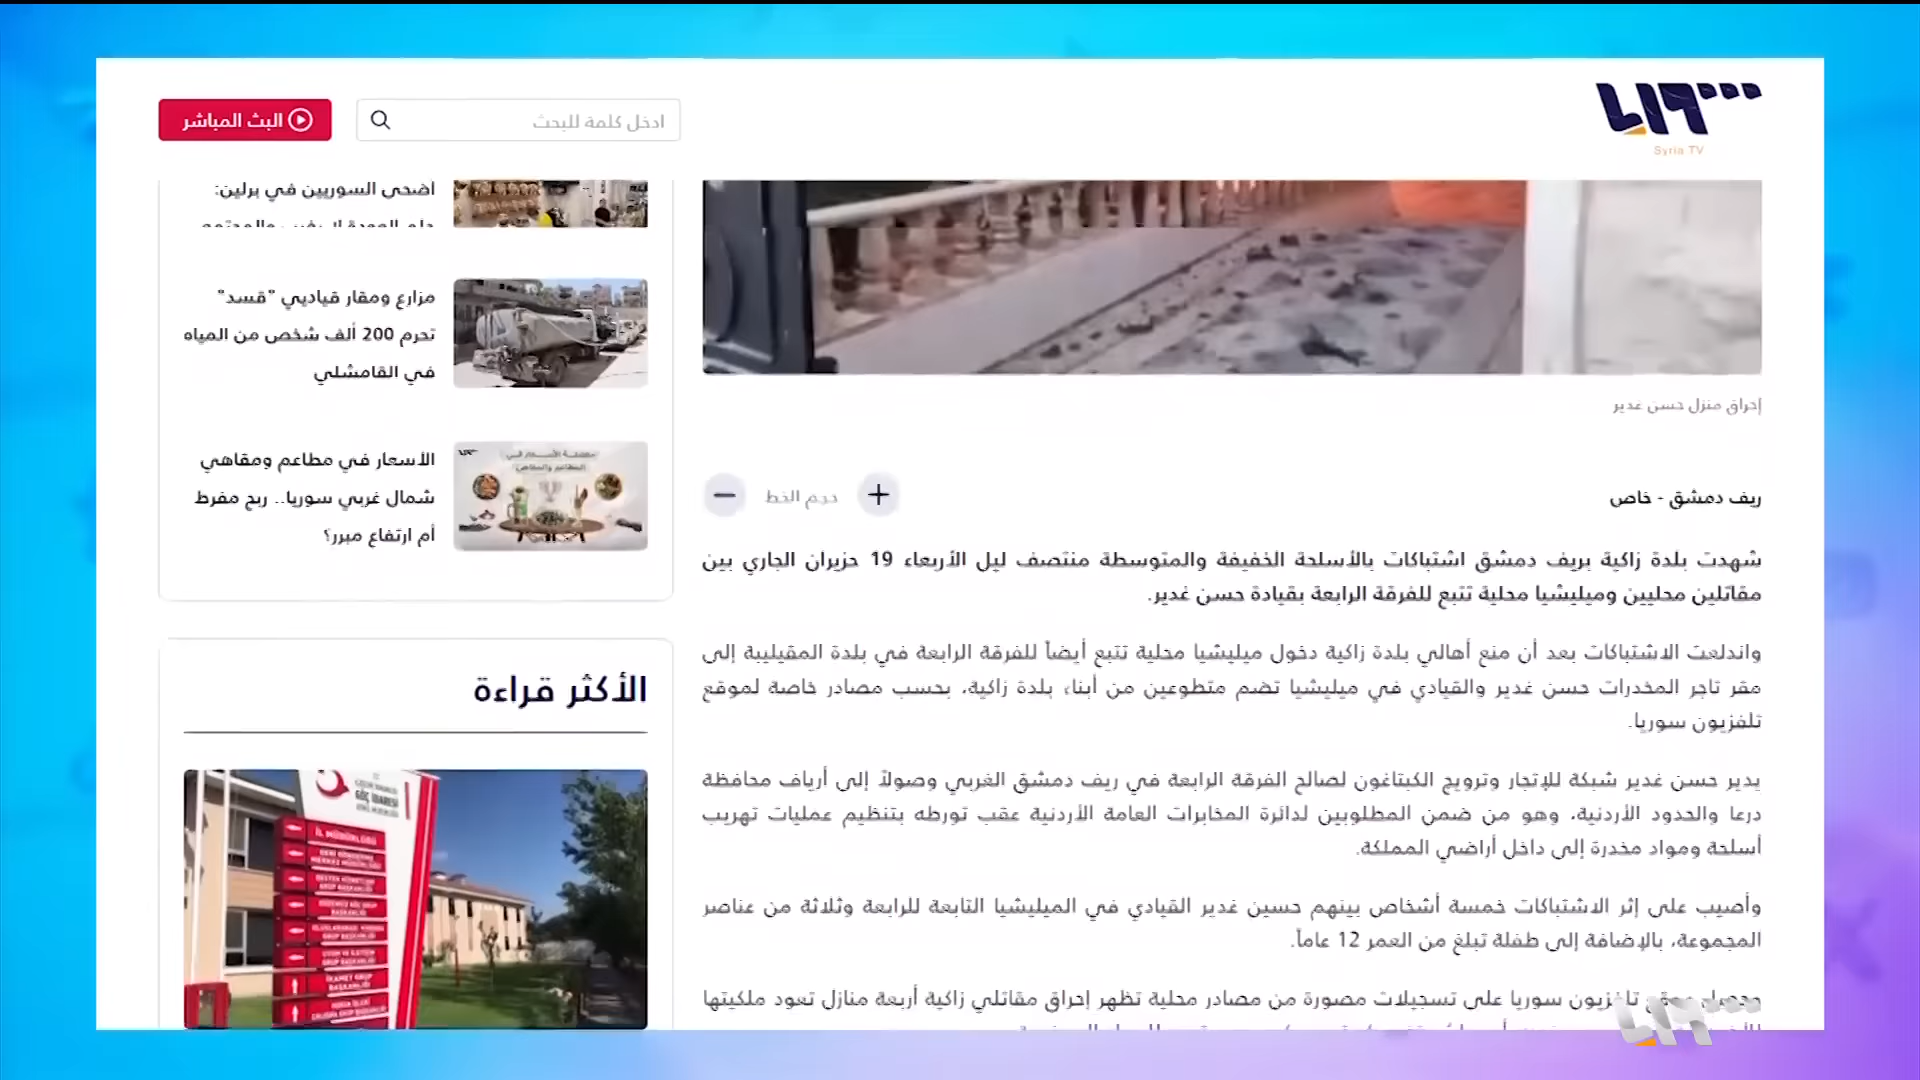 Syria TV
ادخل كلمة للبحث
البث المباشر
إحراق منزل حسن غدير
ريف دمشق - خاص
حجم الخط
شهدت بلدة زاكية بريف دمشق اشتباكات بالأسلحة الخفيفة والمتوسطة منتصف ليل الأربعاء 19 حزيران الجاري بين
مقاتلين محليين وميليشيا محلية تتبع للفرقة الرابعة بقيادة حسن غدير.
واندلعت الاشتباكات بعد أن منع أهالي بلدة زاكية دخول ميليشيا محلية تتبع أيضاً للفرقة الرابعة في بلدة المقيليبة إلى
مقر تاجر المخدرات حسن غدير والقيادي في ميليشيا تضم متطوعين من أبناء بلدة زاكية، بحسب مصادر خاصة لموقع
تلفزيون سوريا.
يدير حسن غدير شبكة للإتجار وترويج الكبتاغون لصالح الفرقة الرابعة في ريف دمشق الغربي وصولاً إلى أرياف محافظة
درعا والحدود الأردنية، وهو من ضمن المطلوبين لدائرة المخابرات العامة الأردنية عقب تورطه بتنظيم عمليات تهريب
أسلحة ومواد مخدرة إلى داخل أراضي المملكة.
وأصيب على إثر الاشتباكات خمسة أشخاص بينهم حسين غدير القيادي في الميليشيا التابعة للرابعة وثلاثة من عناصر
المجموعة، بالإضافة إلى طفلة تبلغ من العمر 12 عاماً.
وحصل موقع تلفزيون سوريا على تسجيلات مصورة من مصادر محلية تظهر إحراق مقاتلي زاكية أربعة منازل تعود ملكيتها
أضحى السوريين في برلين:
مزارع ومقار قياديي "قسد"
تحرم 200 ألف شخص من المياه
في القامشلي
الأسعار في مطاعم ومقاهي
شمال غربي سوريا.. ربح مفرط
أم ارتفاع مبرر؟
الأكثر قراءة
GÖÇ İDARESİ
İL MÜDÜRLÜĞÜ